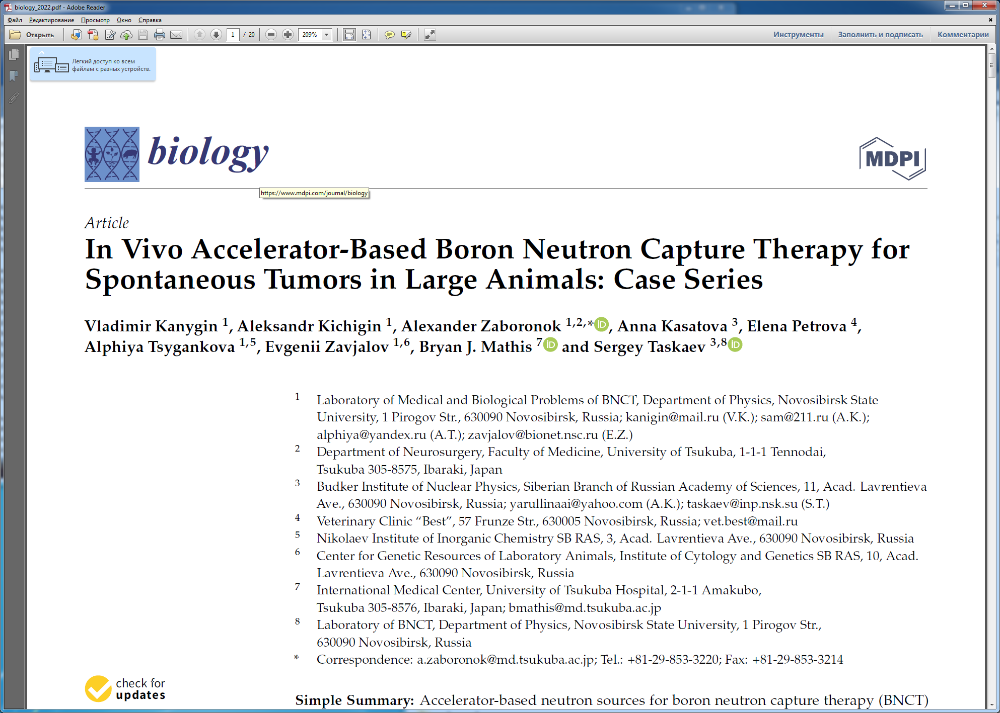 biology_2022.pdf - Adobe Reader
Файл Редактирование Просмотр Окно Справка
Открыть 1 / 20 209% Инструменты Заполнить и подписать Комментарии
Легкий доступ ко всем
файлам с разных устройств.
biology
MDPI
https://www.mdpi.com/journal/biology
Article
In Vivo Accelerator-Based Boron Neutron Capture Therapy for
Spontaneous Tumors in Large Animals: Case Series
Vladimir Kanygin 1, Aleksandr Kichigin 1, Alexander Zaboronok 1,2,* iD, Anna Kasatova 3, Elena Petrova 4,
Alphiya Tsygankova 1,5, Evgenii Zavjalov 1,6, Bryan J. Mathis 7 iD and Sergey Taskaev 3,8 iD
1 Laboratory of Medical and Biological Problems of BNCT, Department of Physics, Novosibirsk State
University, 1 Pirogov Str., 630090 Novosibirsk, Russia; kanigin@mail.ru (V.K.); sam@211.ru (A.K.);
alphiya@yandex.ru (A.T.); zavjalov@bionet.nsc.ru (E.Z.)
2 Department of Neurosurgery, Faculty of Medicine, University of Tsukuba, 1-1-1 Tennodai,
Tsukuba 305-8575, Ibaraki, Japan
3 Budker Institute of Nuclear Physics, Siberian Branch of Russian Academy of Sciences, 11, Acad. Lavrentieva
Ave., 630090 Novosibirsk, Russia; yarullinaai@yahoo.com (A.K.); taskaev@inp.nsk.su (S.T.)
4 Veterinary Clinic “Best”, 57 Frunze Str., 630005 Novosibirsk, Russia; vet.best@mail.ru
5 Nikolaev Institute of Inorganic Chemistry SB RAS, 3, Acad. Lavrentieva Ave., 630090 Novosibirsk, Russia
6 Center for Genetic Resources of Laboratory Animals, Institute of Cytology and Genetics SB RAS, 10, Acad.
Lavrentieva Ave., 630090 Novosibirsk, Russia
7 International Medical Center, University of Tsukuba Hospital, 2-1-1 Amakubo,
Tsukuba 305-8576, Ibaraki, Japan; bmathis@md.tsukuba.ac.jp
8 Laboratory of BNCT, Department of Physics, Novosibirsk State University, 1 Pirogov Str.,
630090 Novosibirsk, Russia
* Correspondence: a.zaboronok@md.tsukuba.ac.jp; Tel.: +81-29-853-3220; Fax: +81-29-853-3214
check for
updates
Simple Summary: Accelerator-based neutron sources for boron neutron capture therapy (BNCT)